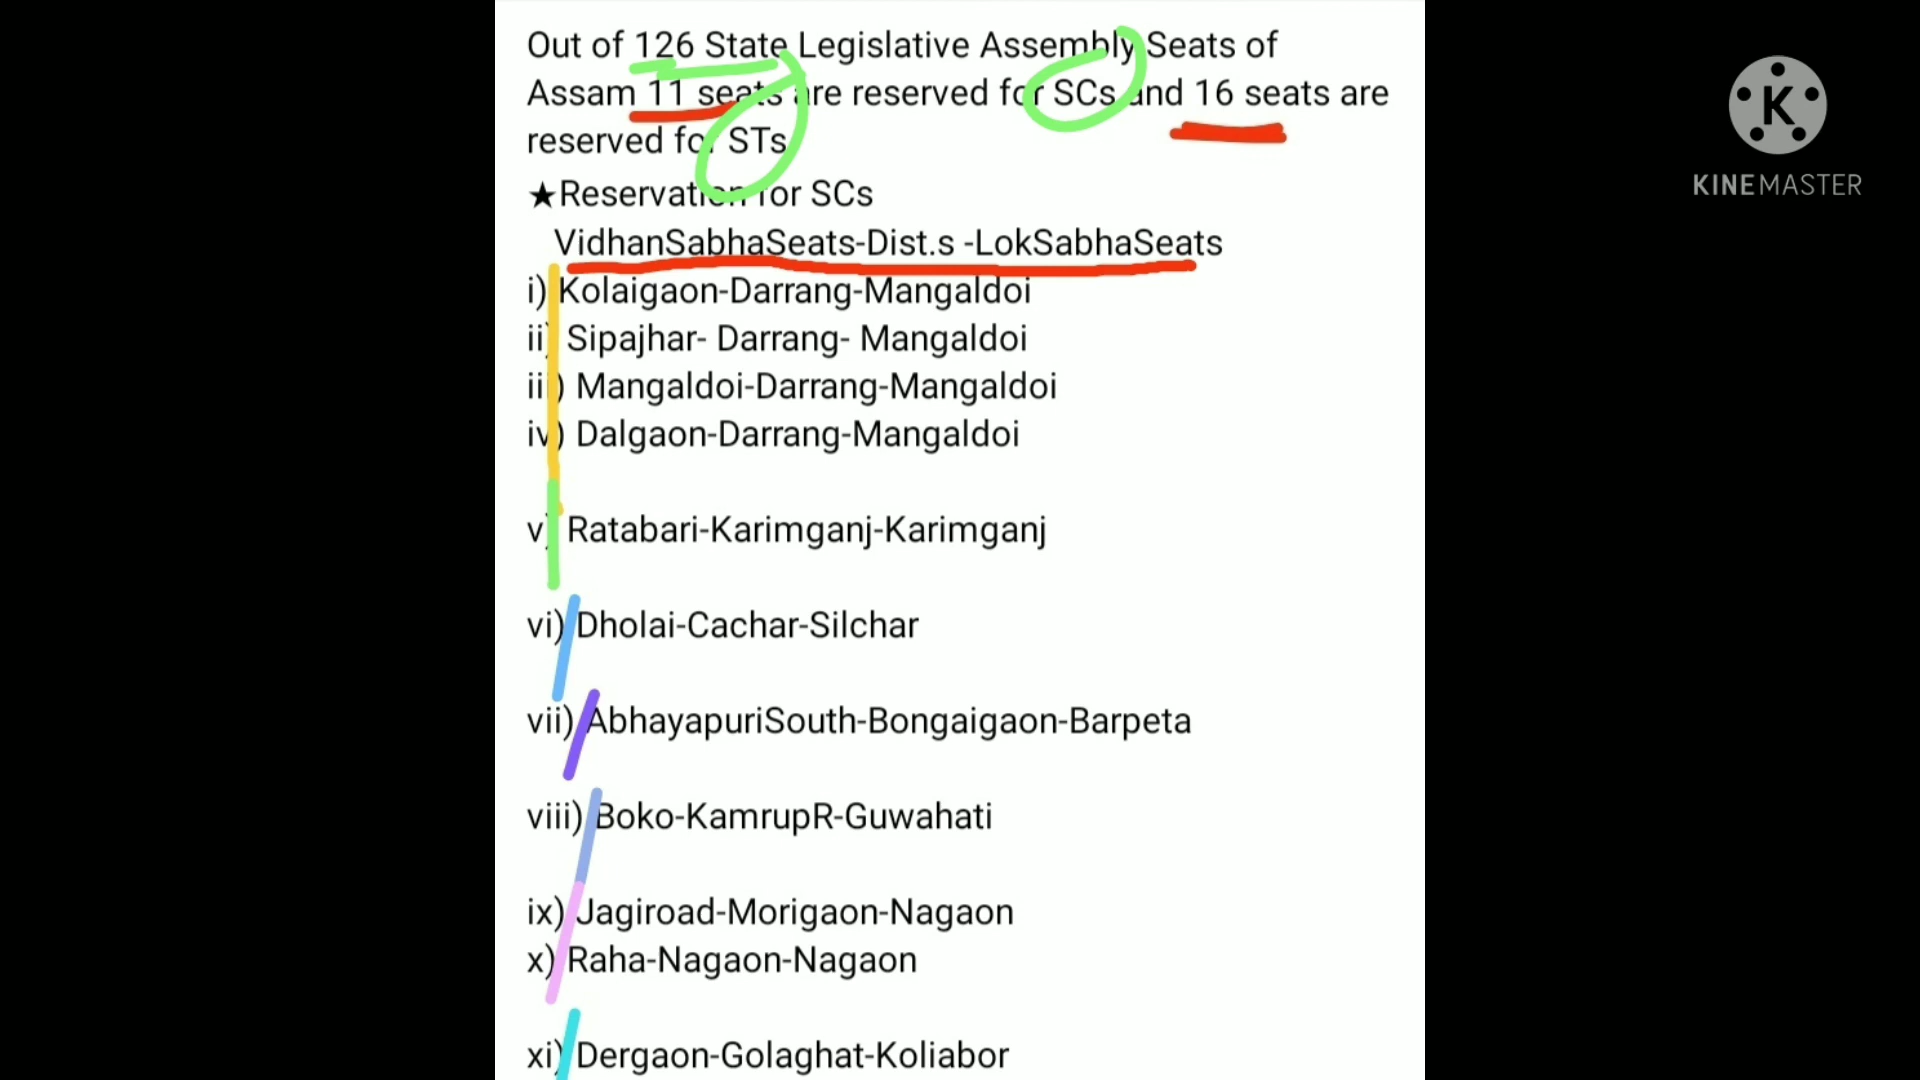 Out of 126 State Legislative Assembly Seats of
Assam 11 seats are reserved for SCs and 16 seats are
reserved for STs
★Reservation for SCs
VidhanSabhaSeats-Dist.s -LokSabhaSeats
i) Kolaigaon-Darrang-Mangaldoi
ii) Sipajhar- Darrang- Mangaldoi
iii) Mangaldoi-Darrang-Mangaldoi
iv) Dalgaon-Darrang-Mangaldoi
v) Ratabari-Karimganj-Karimganj
vi) Dholai-Cachar-Silchar
vii) AbhayapuriSouth-Bongaigaon-Barpeta
viii) Boko-KamrupR-Guwahati
ix) Jagiroad-Morigaon-Nagaon
x) Raha-Nagaon-Nagaon
xi) Dergaon-Golaghat-Koliabor
K
KINEMASTER